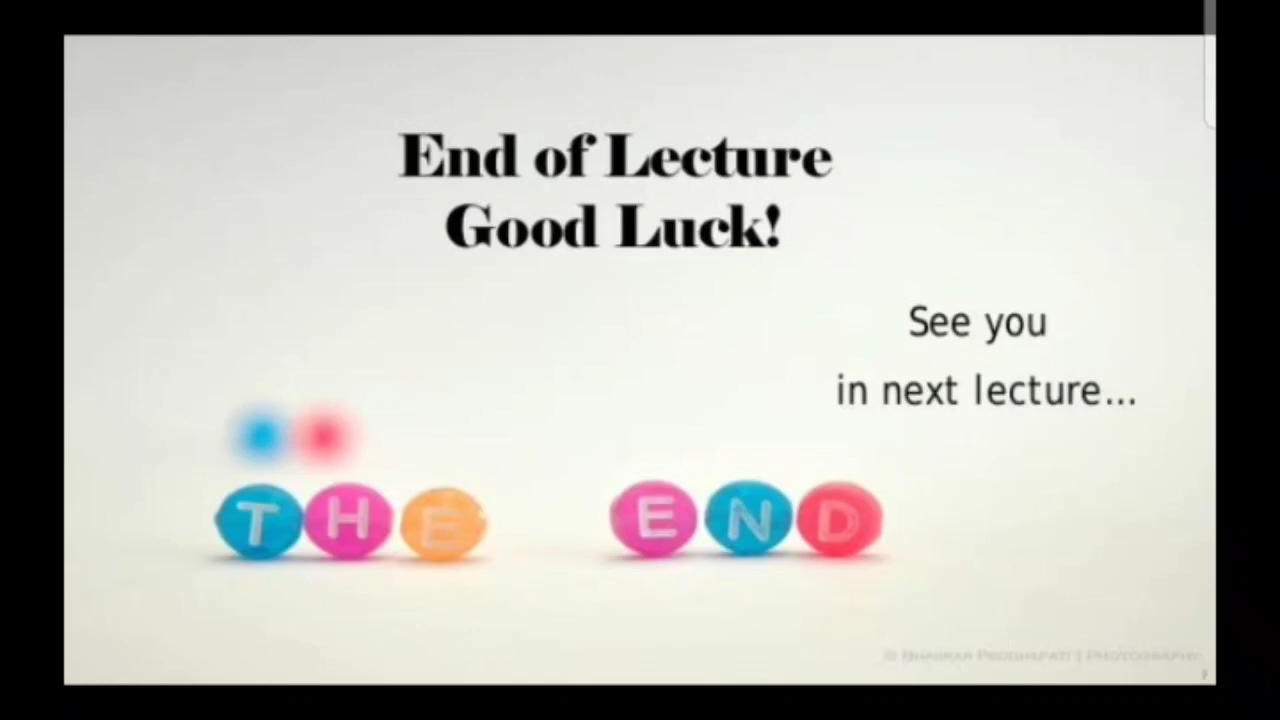 End of Lecture
Good Luck!
See you
in next lecture...
THE END